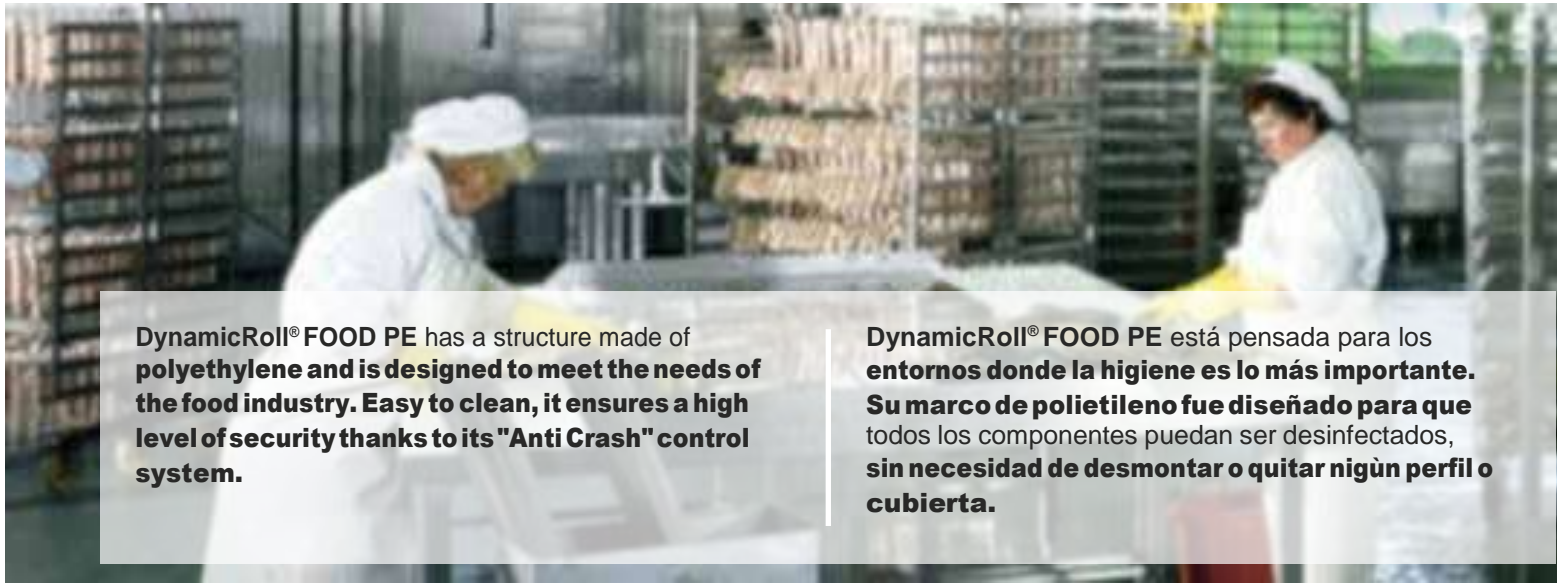 DynamicRoll® FOOD PE has a structure made of
polyethylene and is designed to meet the needs of
the food industry. Easy to clean, it ensures a high
level of security thanks to its "Anti Crash" control
system.
DynamicRoll® FOOD PE está pensada para los
entornos donde la higiene es lo más importante.
Su marco de polietileno fue diseñado para que
todos los componentes puedan ser desinfectados,
sin necesidad de desmontar o quitar nigùn perfil o
cubierta.